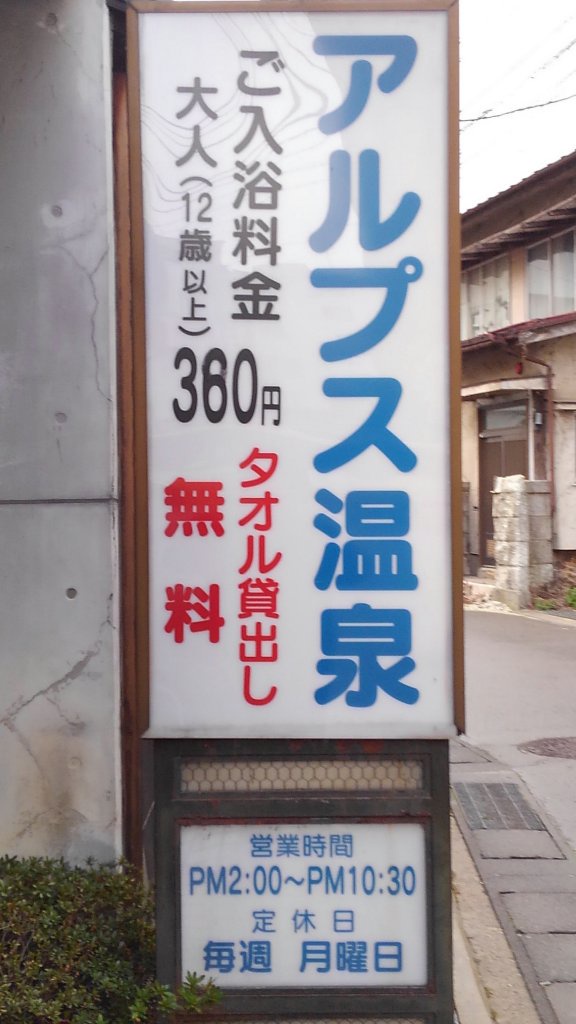 アルプス温泉
ご入浴料金
大人(12歳以上)
360円
タオル貸出し
無料
営業時間
PM2:00～PM10:30
定休日
毎週 月曜日